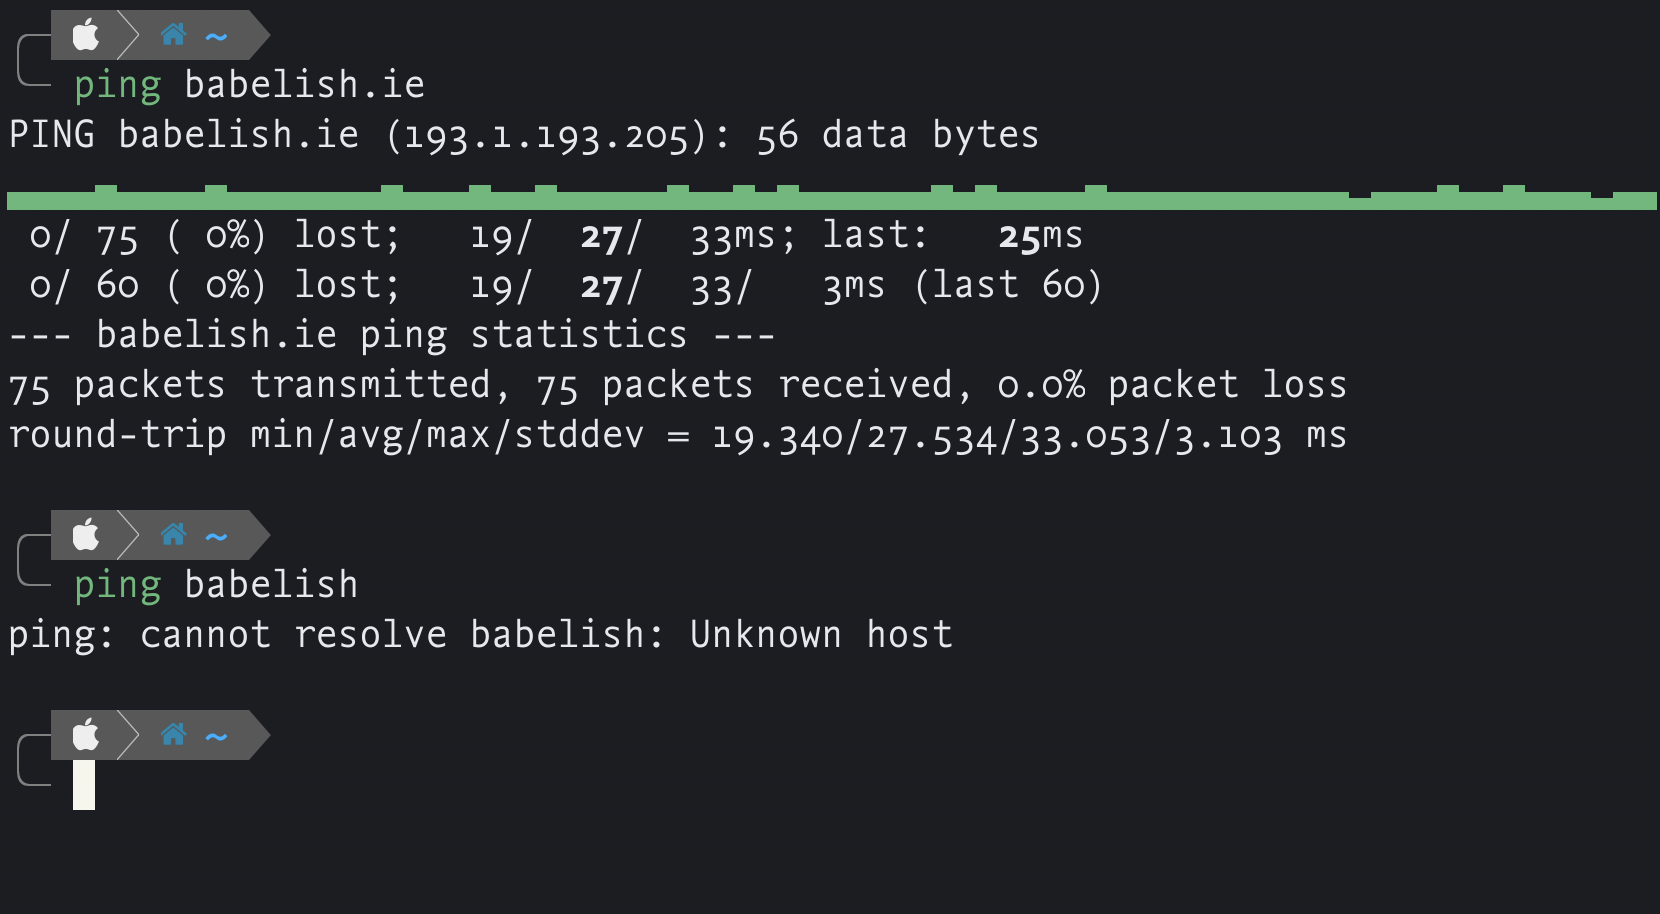 ~
ping babelish.ie
PING babelish.ie (193.1.193.205): 56 data bytes
0/ 75 ( 0%) lost; 19/ 27/ 33ms; last: 25ms
0/ 60 ( 0%) lost; 19/ 27/ 33/ 3ms (last 60)
--- babelish.ie ping statistics ---
75 packets transmitted, 75 packets received, 0.0% packet loss
round-trip min/avg/max/stddev = 19.340/27.534/33.053/3.103 ms
~
ping babelish
ping: cannot resolve babelish: Unknown host
~